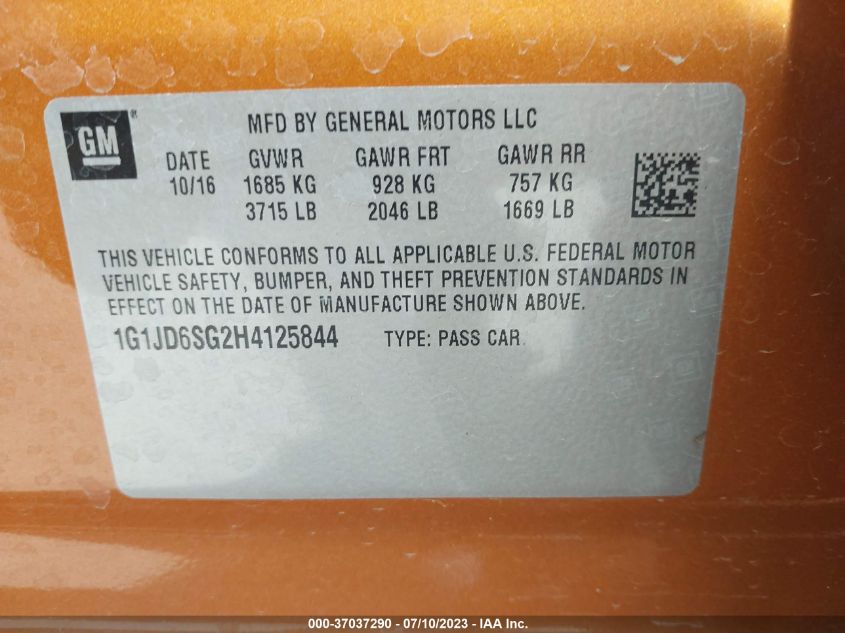 GM ®
MFD BY GENERAL MOTORS LLC
DATE GVWR GAWR FRT GAWR RR
10/16 1685 KG 928 KG 757 KG
3715 LB 2046 LB 1669 LB
THIS VEHICLE CONFORMS TO ALL APPLICABLE U.S. FEDERAL MOTOR
VEHICLE SAFETY, BUMPER, AND THEFT PREVENTION STANDARDS IN
EFFECT ON THE DATE OF MANUFACTURE SHOWN ABOVE.
1G1JD6SG2H4125844 TYPE: PASS CAR
000-37037290 - 07/10/2023 - IAA Inc.